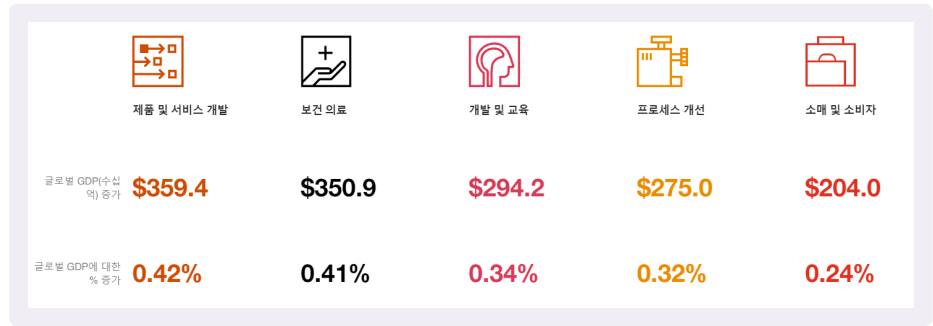 제품 및 서비스 개발
보건 의료
개발 및 교육
프로세스 개선
소매 및 소비자
글로벌 GDP(수십
억) 증가
$359.4
$350.9
$294.2
$275.0
$204.0
글로벌 GDP에 대한
% 증가
0.42%
0.41%
0.34%
0.32%
0.24%